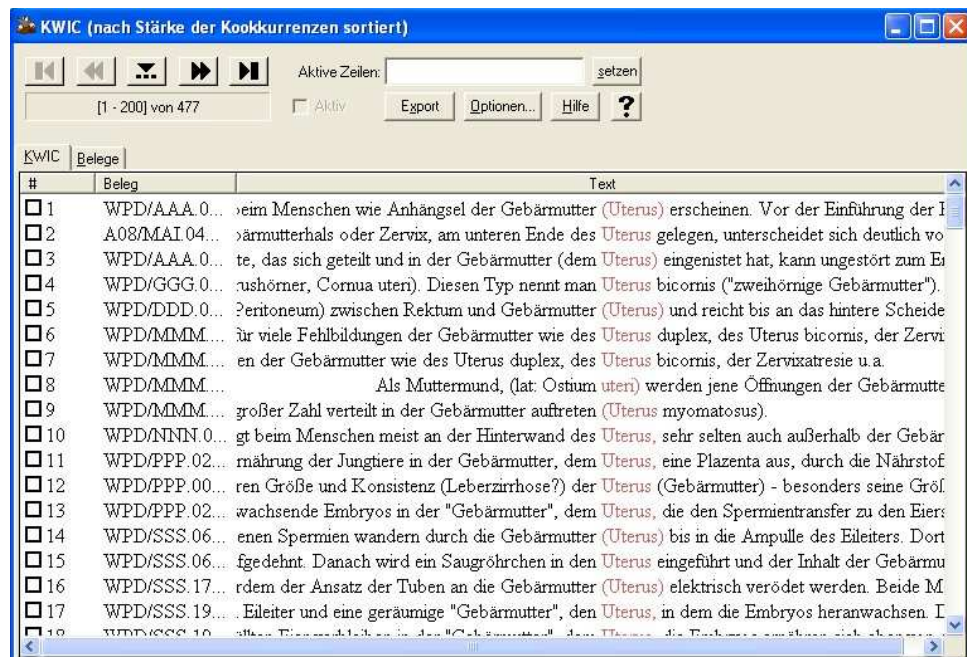 KWIC (nach Stärke der Kookkurrenzen sortiert)
Aktive Zeilen: setzen
[1 - 200] von 477 Aktiv Export Optionen... Hilfe ?
KWIC Belege
# Beleg Text
1 WPD/AAA.0... beim Menschen wie Anhängsel der Gebärmutter (Uterus) erscheinen. Vor der Einführung der
2 A08/MAI.04... bärmutterhals oder Zervix, am unteren Ende des Uterus gelegen, unterscheidet sich deutlich vo
3 WPD/AAA.0... te, das sich geteilt und in der Gebärmutter (dem Uterus) eingenistet hat, kann ungestört zum
4 WPD/GGG.0... rushörner, Cornua uteri). Diesen Typ nennt man Uterus bicornis ("zweihörnige Gebärmutter").
5 WPD/DDD.0... Peritoneum) zwischen Rektum und Gebärmutter (Uterus) und reicht bis an das hintere Scheide
6 WPD/MMM.... für viele Fehlbildungen der Gebärmutter wie des Uterus duplex, des Uterus bicornis, der Zervi
7 WPD/MMM.... en der Gebärmutter wie des Uterus duplex, des Uterus bicornis, der Zervixatresie u.a.
8 WPD/MMM.... Als Muttermund, (lat: Ostium uteri) werden jene Öffnungen der Gebärmutte
9 WPD/MMM.... großer Zahl verteilt in der Gebärmutter auftreten (Uterus myomatosus).
10 WPD/NNN.0... gt beim Menschen meist an der Hinterwand des Uterus, sehr selten auch außerhalb der Gebär
11 WPD/PPP.02... rnährung der Jungtiere in der Gebärmutter, dem Uterus, eine Plazenta aus, durch die Nährstof
12 WPD/PPP.00... ren Größe und Konsistenz (Leberzirrhose?) der Uterus (Gebärmutter) - besonders seine Größ
13 WPD/PPP.02... wachsende Embryos in der "Gebärmutter", dem Uterus, die den Spermientransfer zu den Eiers
14 WPD/SSS.06... enen Spermien wandern durch die Gebärmutter (Uterus) bis in die Ampulle des Eileiters. Dort
15 WPD/SSS.06... fgedehnt. Danach wird ein Saugröhrchen in den Uterus eingeführt und der Inhalt der Gebärmu
16 WPD/SSS.17... rdem der Ansatz der Tuben an die Gebärmutter (Uterus) elektrisch verödet werden. Beide M
17 WPD/SSS.19... . Eileiter und eine geräumige "Gebärmutter", den Uterus, in dem die Embryos heranwachsen.